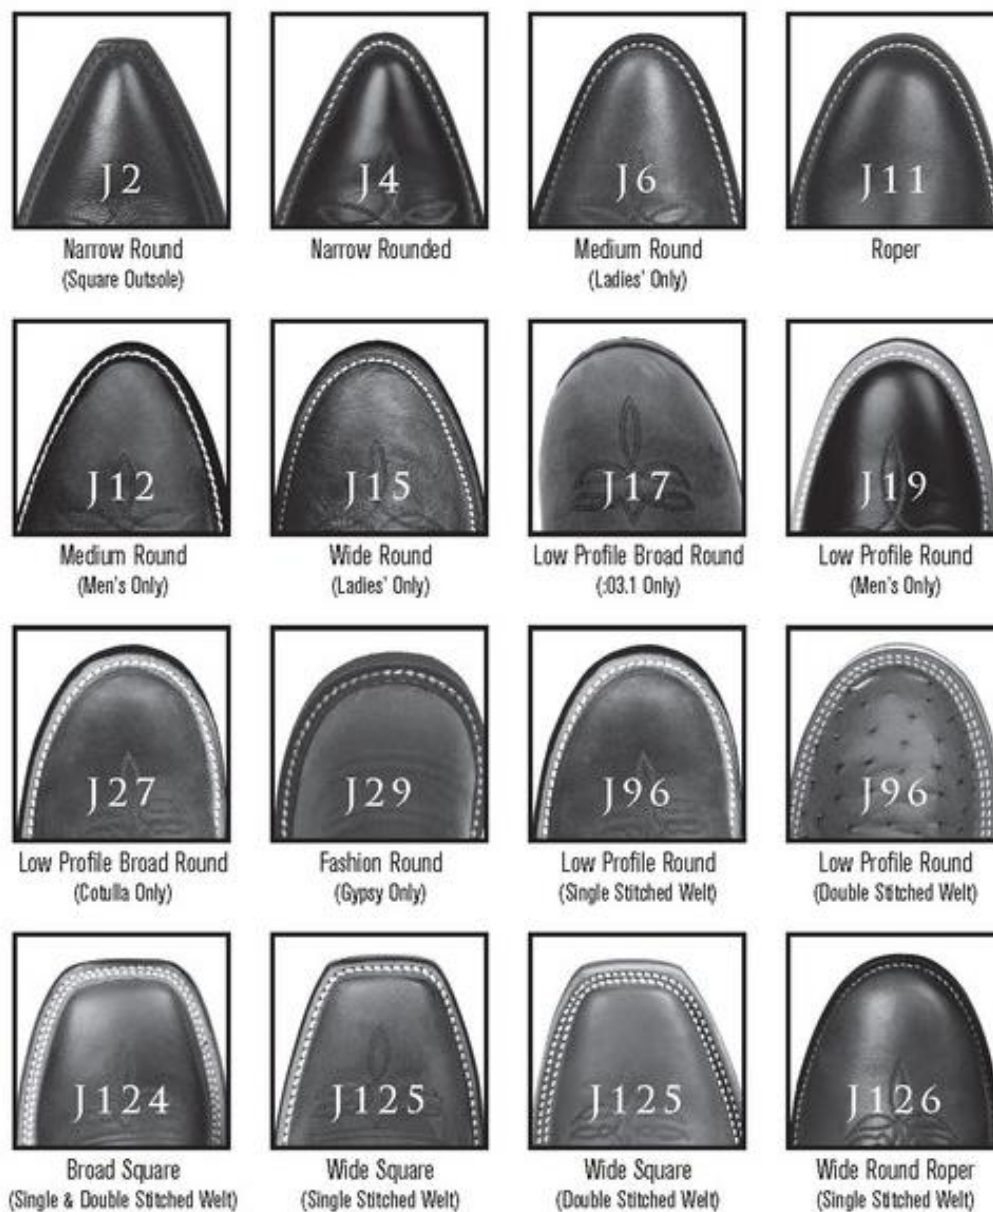 J2
J4
J6
J11
Narrow Round
(Square Outsole)
Narrow Rounded
Medium Round
(Ladies' Only)
Roper
J12
J15
J17
J19
Medium Round
(Men's Only)
Wide Round
(Ladies' Only)
Low Profile Broad Round
(:03.1 Only)
Low Profile Round
(Men's Only)
J27
J29
J96
J96
Low Profile Broad Round
(Cotulla Only)
Fashion Round
(Gypsy Only)
Low Profile Round
(Single Stitched Welt)
Low Profile Round
(Double Stitched Welt)
J124
J125
J125
J126
Broad Square
(Single & Double Stitched Welt)
Wide Square
(Single Stitched Welt)
Wide Square
(Double Stitched Welt)
Wide Round Roper
(Single Stitched Welt)